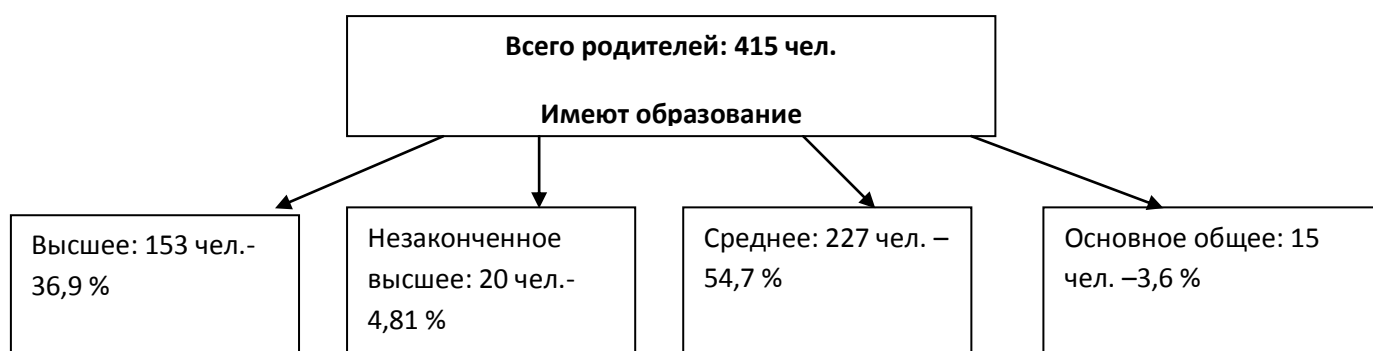 Всего родителей: 415 чел.
Имеют образование
Высшее: 153 чел.-
36,9 %
Незаконченное
высшее: 20 чел.-
4,81 %
Среднее: 227 чел. –
54,7 %
Основное общее: 15
чел. –3,6 %